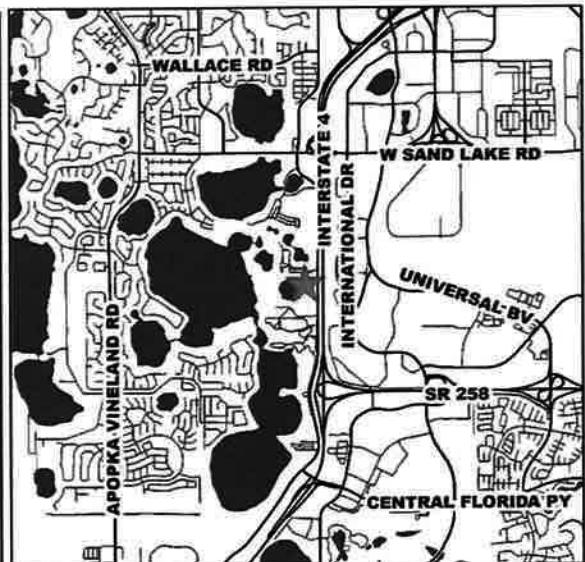 WALLACE RD
INTERSTATE 4
W SAND LAKE RD
INTERNATIONAL DR
UNIVERSAL BV
APOPKA VINELAND RD
SR 258
CENTRAL FLORIDA PY